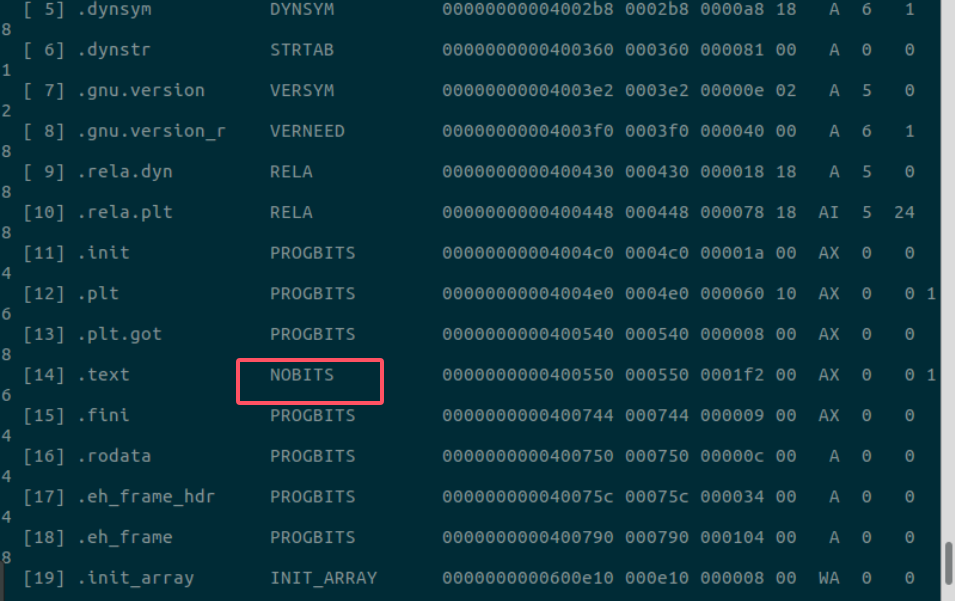 [ 5] .dynsym DYNSYM 00000000004002b8 0002b8 0000a8 18 A 6 1
8
[ 6] .dynstr STRTAB 0000000000400360 000360 000081 00 A 0 0
1
[ 7] .gnu.version VERSYM 00000000004003e2 0003e2 00000e 02 A 5 0
2
[ 8] .gnu.version_r VERNEED 00000000004003f0 0003f0 000040 00 A 6 1
8
[ 9] .rela.dyn RELA 0000000000400430 000430 000018 18 A 5 0
8
[10] .rela.plt RELA 0000000000400448 000448 000078 18 AI 5 24
8
[11] .init PROGBITS 00000000004004c0 0004c0 00001a 00 AX 0 0
4
[12] .plt PROGBITS 00000000004004e0 0004e0 000060 10 AX 0 0 1
6
[13] .plt.got PROGBITS 0000000000400540 000540 000008 00 AX 0 0
8
[14] .text NOBITS 0000000000400550 000550 0001f2 00 AX 0 0 1
6
[15] .fini PROGBITS 0000000000400744 000744 000009 00 AX 0 0
4
[16] .rodata PROGBITS 0000000000400750 000750 00000c 00 A 0 0
4
[17] .eh_frame_hdr PROGBITS 000000000040075c 00075c 000034 00 A 0 0
4
[18] .eh_frame PROGBITS 0000000000400790 000790 000104 00 A 0 0
8
[19] .init_array INIT_ARRAY 0000000000600e10 000e10 000008 00 WA 0 0